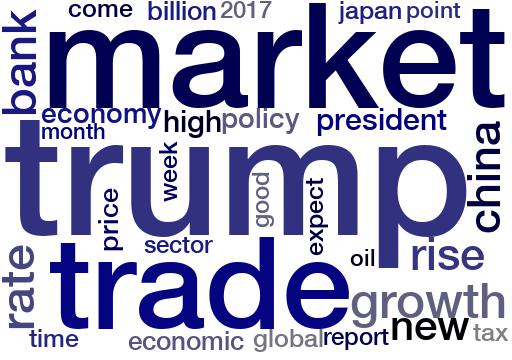 come billion 2017 japan point
bank
market
economy high policy president
month
trump
week
china
price
good
expect
sector
oil
rise
rate
trade
growth
new
time economic global report tax